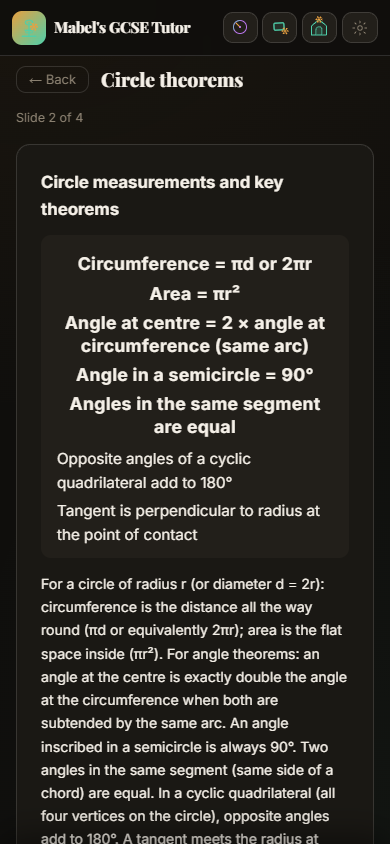 Mabel's GCSE Tutor
← Back
Circle theorems
Slide 2 of 4
Circle measurements and key
theorems
Circumference = πd or 2πr
Area = πr²
Angle at centre = 2 × angle at
circumference (same arc)
Angle in a semicircle = 90°
Angles in the same segment
are equal
Opposite angles of a cyclic
quadrilateral add to 180°
Tangent is perpendicular to radius at
the point of contact
For a circle of radius r (or diameter d = 2r):
circumference is the distance all the way
round (πd or equivalently 2πr); area is the flat
space inside (πr²). For angle theorems: an
angle at the centre is exactly double the angle
at the circumference when both are
subtended by the same arc. An angle
inscribed in a semicircle is always 90°. Two
angles in the same segment (same side of a
chord) are equal. In a cyclic quadrilateral (all
four vertices on the circle), opposite angles
add to 180°. A tangent meets the radius at